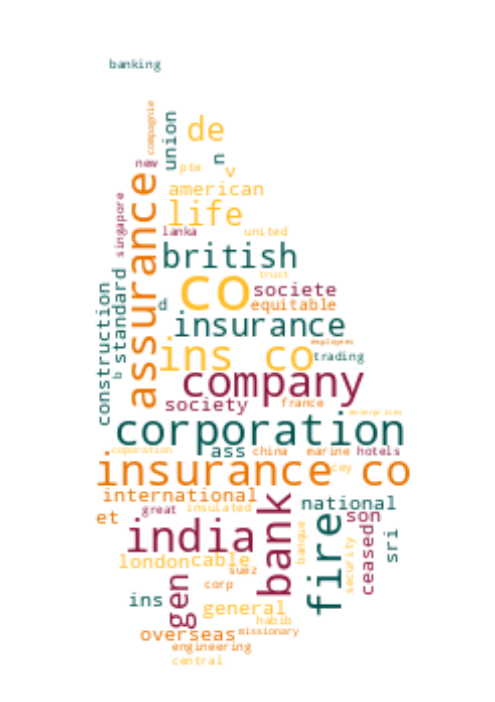 banking
compagnie
union
de
new
n
pte
v
american
assurance
life
singapore
lanka
united
british
trust
co
societe
standard
d
equitable
construction
insurance
employees
ins co
trading
b
company
society
france
enterprises
corporation
coporation
ass
china
marine
hotels
insurance co
cey
international
great
insulated
national
et
son
india
bank
fire
banque
security
ceased
sri
london
cable
suez
gen
corp
ins
general
habib
overseas
missionary
engineering
central